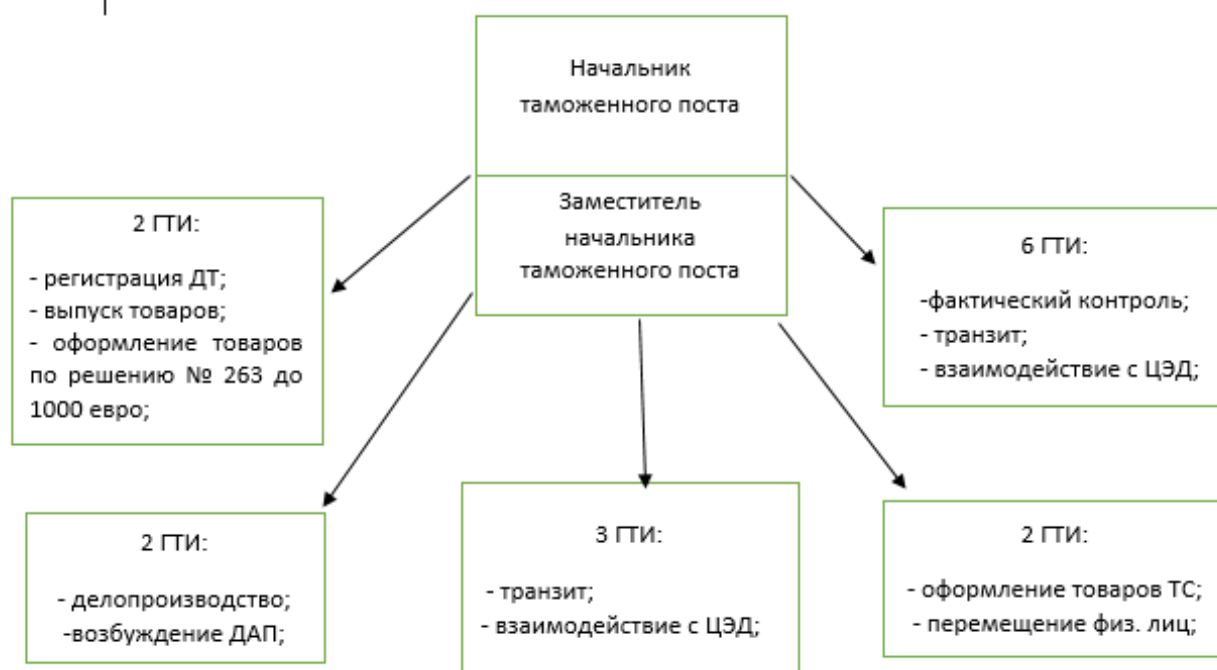 Начальник
таможенного поста
Заместитель
начальника
таможенного поста
2 ГТИ:
- регистрация ДТ;
- выпуск товаров;
- оформление товаров
по решению № 263 до
1000 евро;
6 ГТИ:
-фактический контроль;
- транзит;
- взаимодействие с ЦЭД;
2 ГТИ:
- делопроизводство;
-возбуждение ДАП;
3 ГТИ:
- транзит;
- взаимодействие с ЦЭД;
2 ГТИ:
- оформление товаров ТС;
- перемещение физ. лиц;